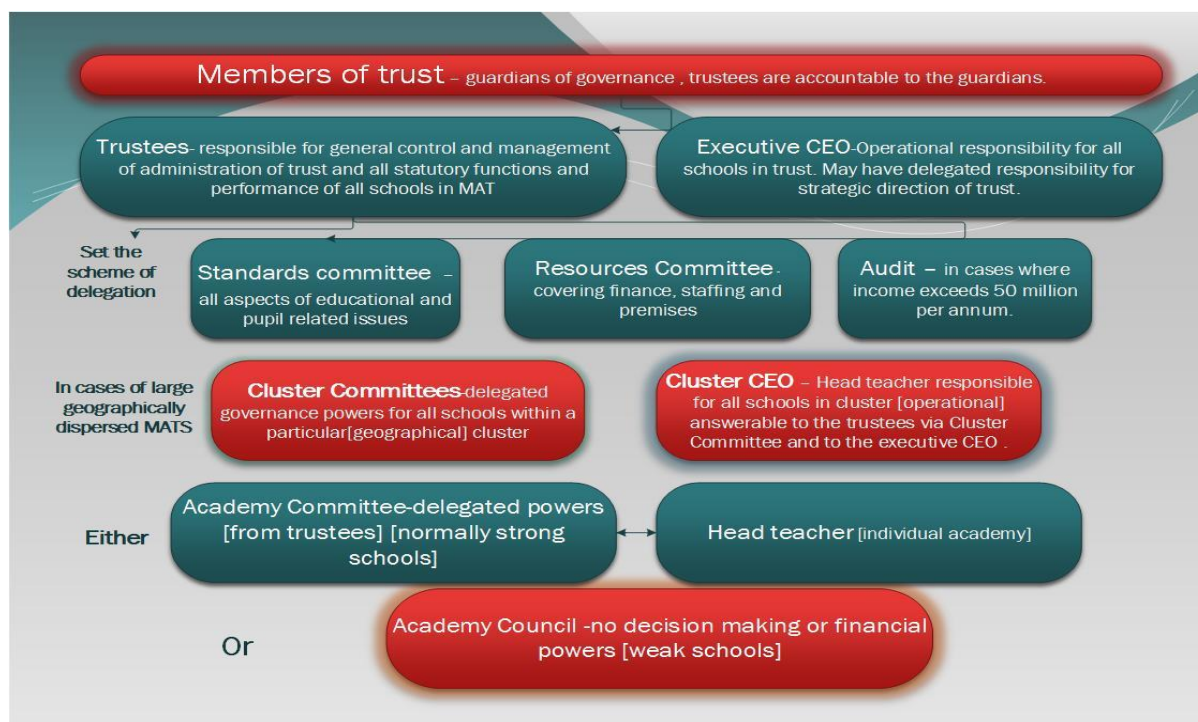 Members of trust – guardians of governance , trustees are accountable to the guardians.
Trustees- responsible for general control and management
of administration of trust and all statutory functions and
performance of all schools in MAT
Executive CEO-Operational responsibility for all
schools in trust. May have delegated responsibility for
strategic direction of trust.
Set the
scheme of
delegation
Standards committee –
all aspects of educational and
pupil related issues
Resources Committee-
covering finance, staffing and
premises
Audit – in cases where
income exceeds 50 million
per annum.
In cases of large
geographically
dispersed MATS
Cluster Committees-delegated
governance powers for all schools within a
particular[geographical] cluster
Cluster CEO – Head teacher responsible
for all schools in cluster [operational]
answerable to the trustees via Cluster
Committee and to the executive CEO .
Either
Academy Committee-delegated powers
[from trustees] [normally strong
schools]
Head teacher [individual academy]
Or
Academy Council -no decision making or financial
powers [weak schools]